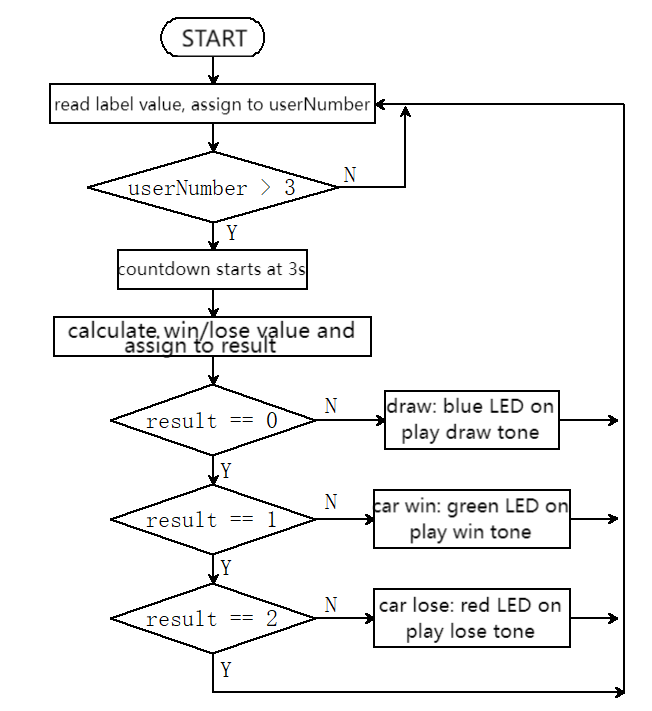 START
read label value, assign to userNumber
userNumber > 3
N
Y
countdown starts at 3s
calculate win/lose value and
assign to result
result == 0
N
draw: blue LED on
play draw tone
Y
result == 1
N
car win: green LED on
play win tone
Y
result == 2
N
car lose: red LED on
play lose tone
Y